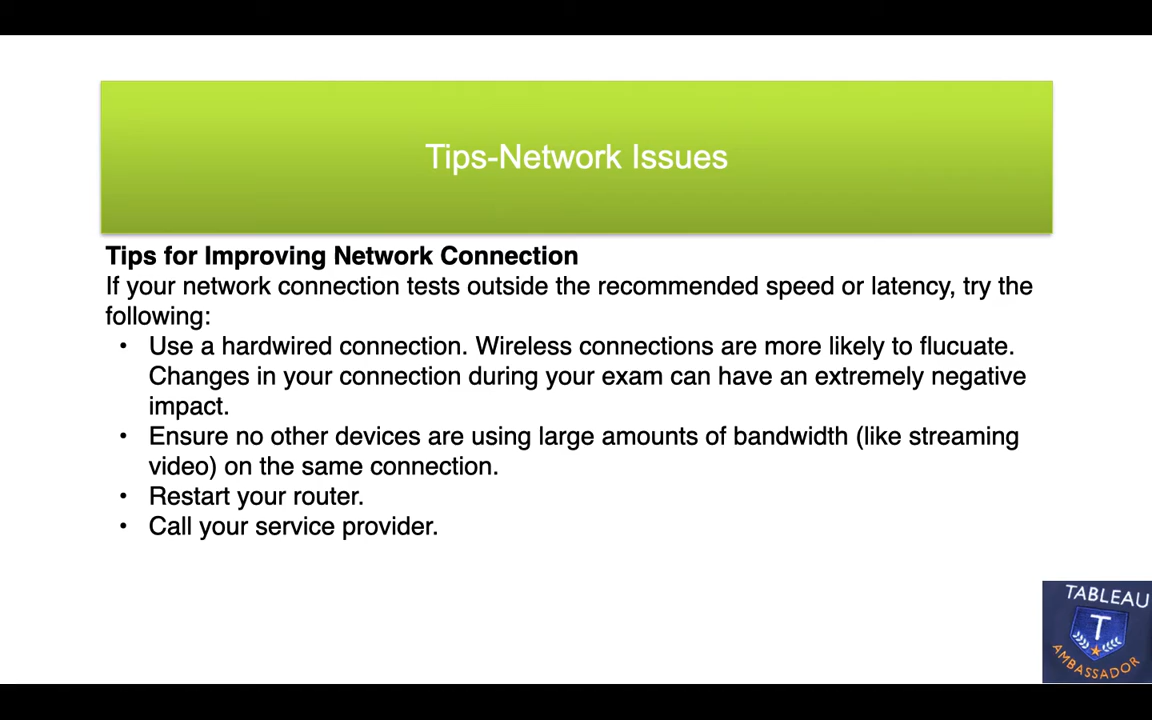 Tips-Network Issues
Tips for Improving Network Connection
If your network connection tests outside the recommended speed or latency, try the
following:
• Use a hardwired connection. Wireless connections are more likely to flucuate.
Changes in your connection during your exam can have an extremely negative
impact.
• Ensure no other devices are using large amounts of bandwidth (like streaming
video) on the same connection.
• Restart your router.
• Call your service provider.
TABLEAU
T
AMBASSADOR